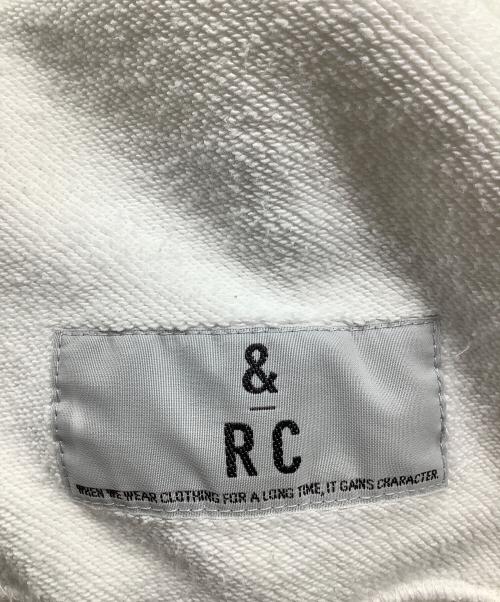 &
RC
WHEN WE WEAR CLOTHING FOR A LONG TIME, IT GAINS CHARACTER.